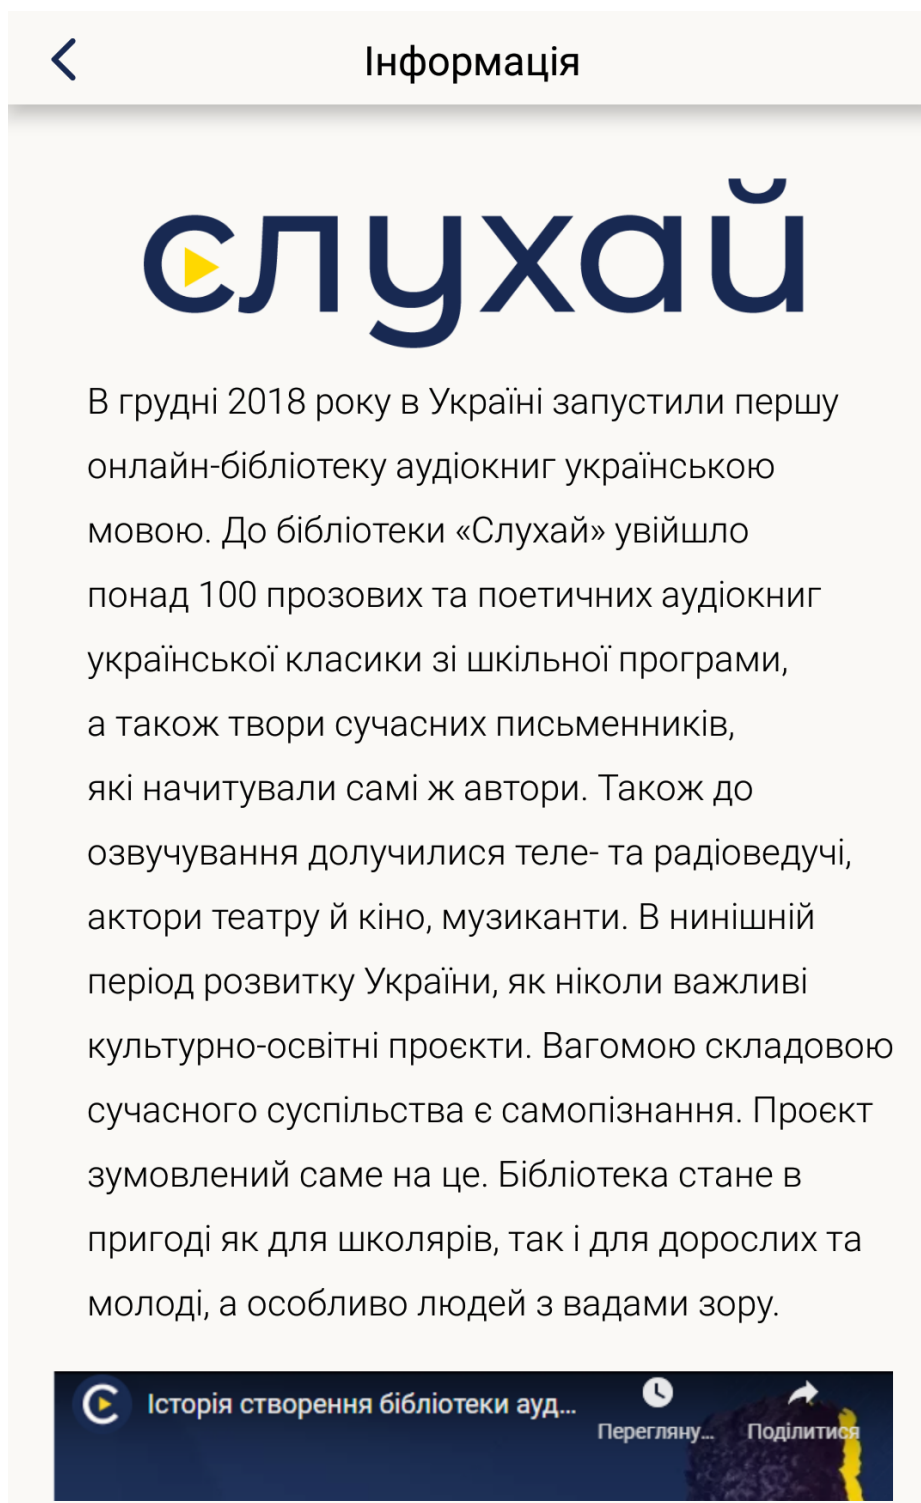 Інформація
слухай
В грудні 2018 року в Україні запустили першу
онлайн-бібліотеку аудіокниг українською
мовою. До бібліотеки «Слухай» увійшло
понад 100 прозових та поетичних аудіокниг
української класики зі шкільної програми,
а також твори сучасних письменників,
які начитували самі ж автори. Також до
озвучування долучилися теле- та радіоведучі,
актори театру й кіно, музиканти. В нинішній
період розвитку України, як ніколи важливі
культурно-освітні проєкти. Вагомою складовою
сучасного суспільства є самопізнання. Проєкт
зумовлений саме на це. Бібліотека стане в
пригоді як для школярів, так і для дорослих та
молоді, а особливо людей з вадами зору.
Історія створення бібліотеки ауд...
Перегляну... Поділитися